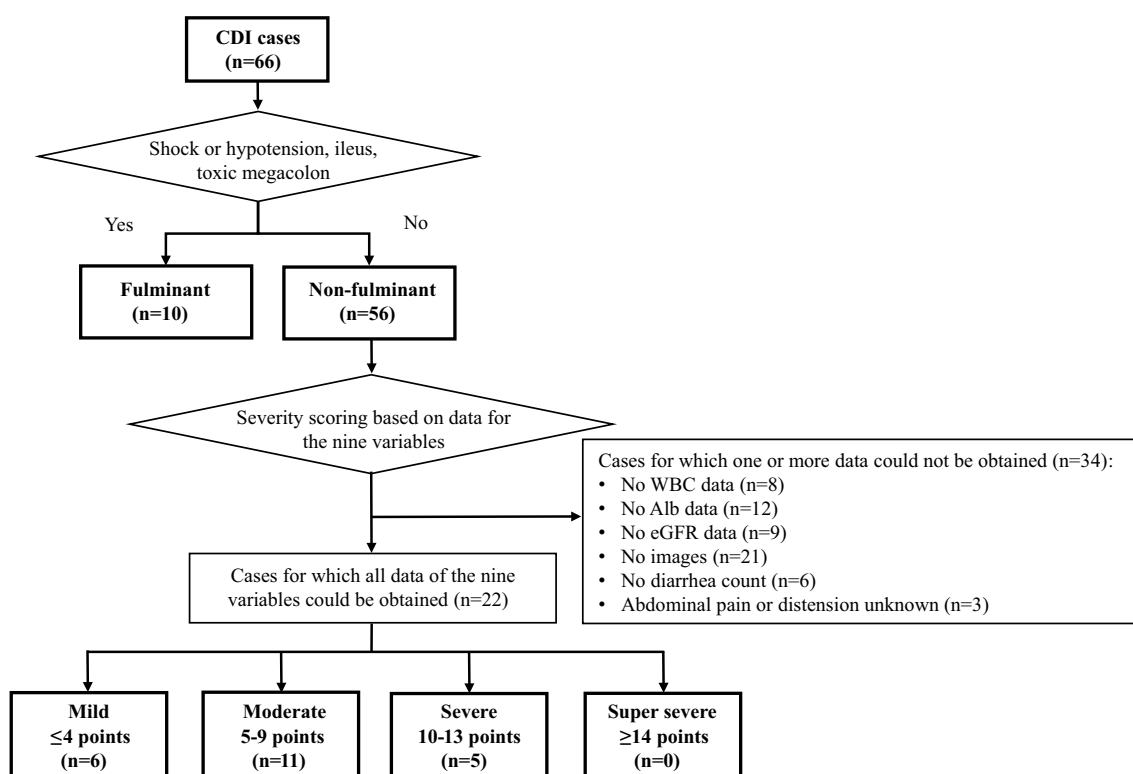 CDI cases
(n=66)
Shock or hypotension, ileus,
toxic megacolon
Yes
No
Fulminant
(n=10)
Non-fulminant
(n=56)
Severity scoring based on data for
the nine variables
Cases for which one or more data could not be obtained (n=34):
• No WBC data (n=8)
• No Alb data (n=12)
• No eGFR data (n=9)
• No images (n=21)
• No diarrhea count (n=6)
• Abdominal pain or distension unknown (n=3)
Cases for which all data of the nine
variables could be obtained (n=22)
Mild
≤4 points
(n=6)
Moderate
5-9 points
(n=11)
Severe
10-13 points
(n=5)
Super severe
≥14 points
(n=0)